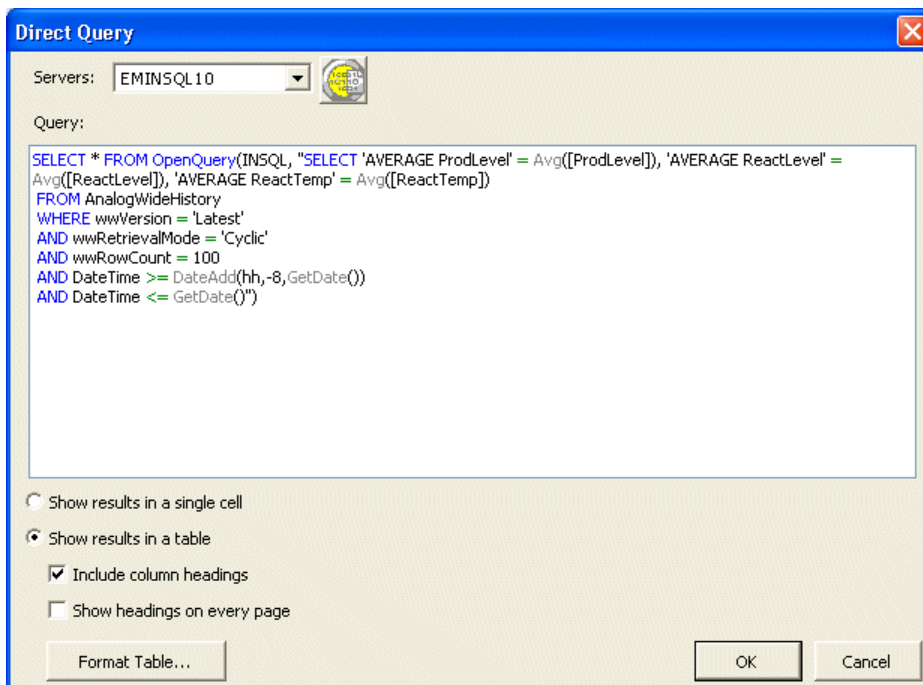 Direct Query
Servers:
EMINSQL10
Query:
SELECT * FROM OpenQuery(INSQL, "SELECT 'AVERAGE ProdLevel' = Avg([ProdLevel]), 'AVERAGE ReactLevel' =
Avg([ReactLevel]), 'AVERAGE ReactTemp' = Avg([ReactTemp])
FROM AnalogWideHistory
WHERE wwVersion = 'Latest'
AND wwRetrievalMode = 'Cyclic'
AND wwRowCount = 100
AND DateTime >= DateAdd(hh,-8,GetDate())
AND DateTime <= GetDate()")
Show results in a single cell
Show results in a table
Include column headings
Show headings on every page
Format Table...
OK
Cancel